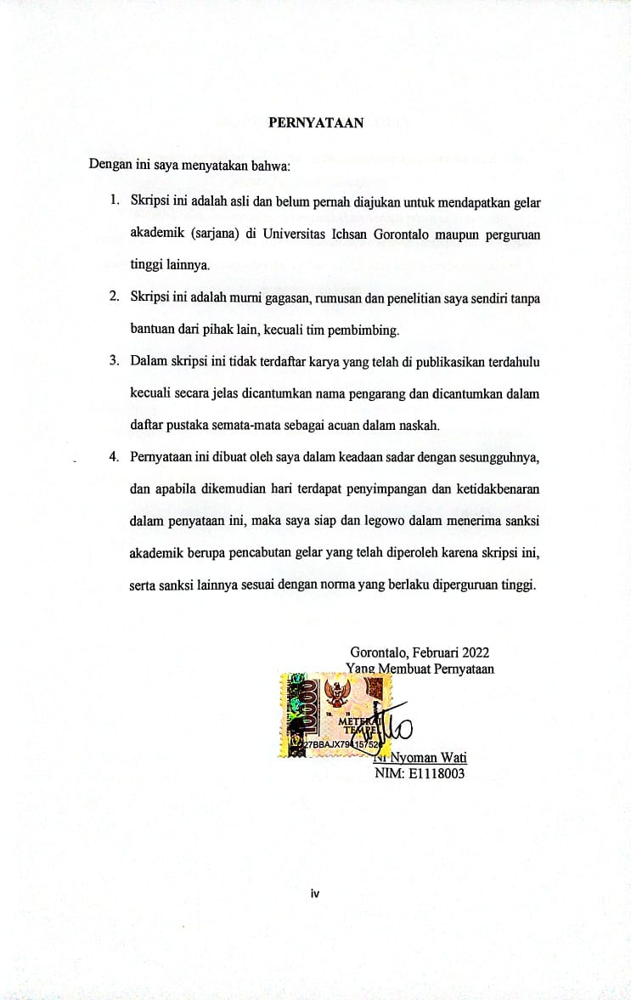 PERNYATAAN
Dengan ini saya menyatakan bahwa:
1. Skripsi ini adalah asli dan belum pernah diajukan untuk mendapatkan gelar
akademik (sarjana) di Universitas Ichsan Gorontalo maupun perguruan
tinggi lainnya.
2. Skripsi ini adalah murni gagasan, rumusan dan penelitian saya sendiri tanpa
bantuan dari pihak lain, kecuali tim pembimbing.
3. Dalam skripsi ini tidak terdaftar karya yang telah di publikasikan terdahulu
kecuali secara jelas dicantumkan nama pengarang dan dicantumkan dalam
daftar pustaka semata-mata sebagai acuan dalam naskah.
4. Pernyataan ini dibuat oleh saya dalam keadaan sadar dengan sesungguhnya,
dan apabila dikemudian hari terdapat penyimpangan dan ketidakbenaran
dalam penyataan ini, maka saya siap dan legowo dalam menerima sanksi
akademik berupa pencabutan gelar yang telah diperoleh karena skripsi ini,
serta sanksi lainnya sesuai dengan norma yang berlaku diperguruan tinggi.
Gorontalo, Februari 2022
Yang Membuat Pernyataan
10000
METERAI
TEMPEL
Ni Nyoman Wati
NIM: E1118003
iv